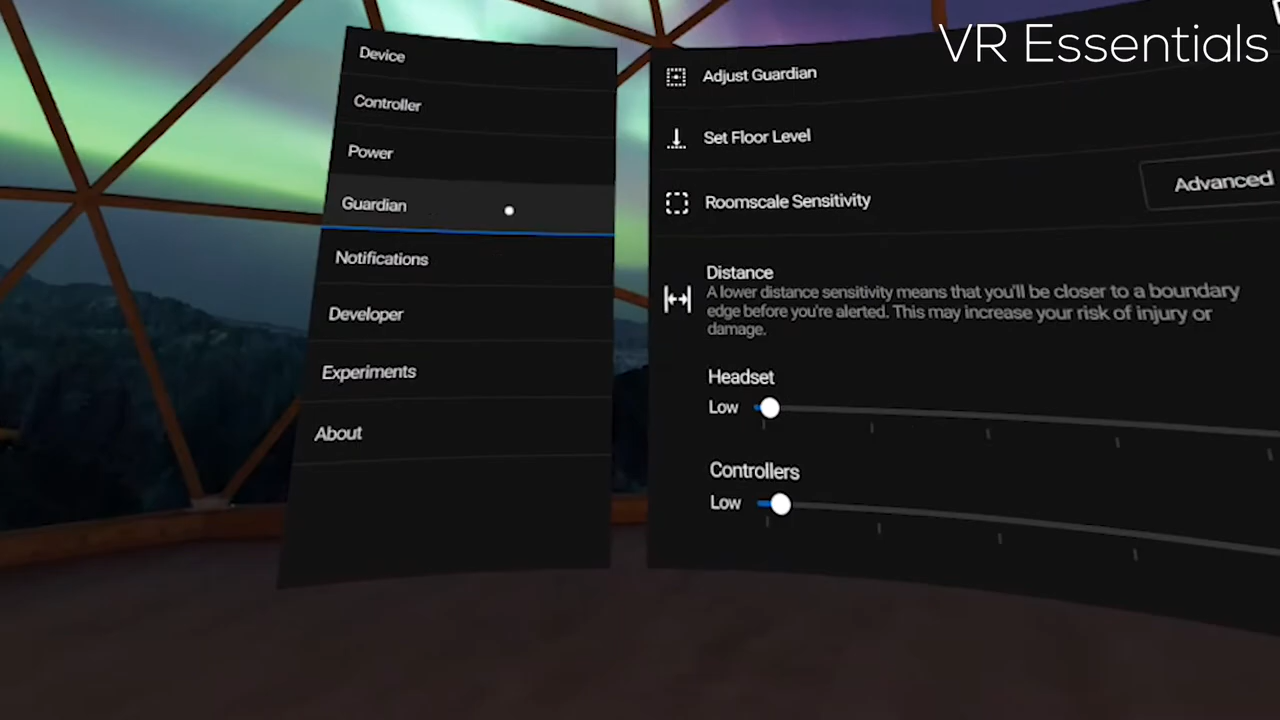 VR Essentials
Device
Controller
Power
Guardian
Notifications
Developer
Experiments
About
Adjust Guardian
Set Floor Level
Roomscale Sensitivity
Advanced
Distance
A lower distance sensitivity means that you'll be closer to a boundary
edge before you're alerted. This may increase your risk of injury or
damage.
Headset
Low
Controllers
Low